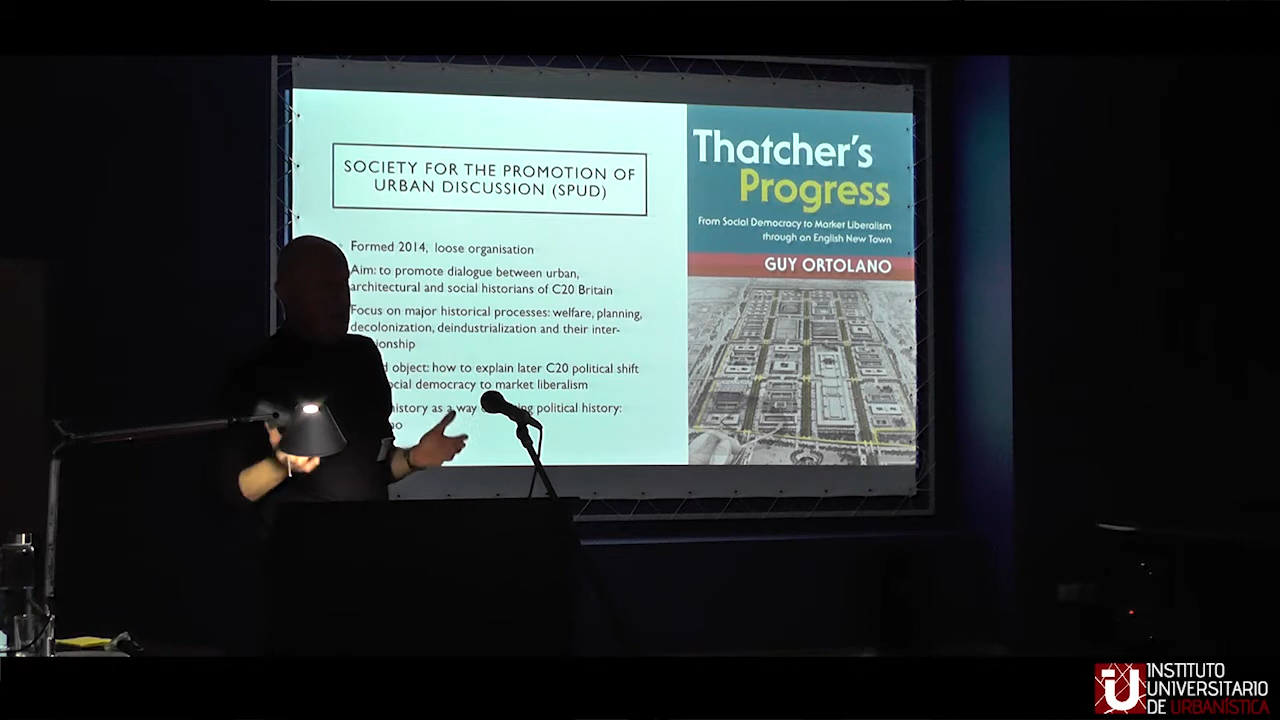 SOCIETY FOR THE PROMOTION OF
URBAN DISCUSSION (SPUD)
Formed 2014, loose organisation
Aim: to promote dialogue between urban,
architectural and social historians of C20 Britain
Focus on major historical processes: welfare, planning,
decolonization, deindustrialization and their inter-
object: how to explain later C20 political shift
democracy to market liberalism
history as a way political history:
Thatcher's
Progress
From Social Democracy to Market Liberalism
through an English New Town
GUY ORTOLANO
INSTITUTO
UNIVERSITARIO
DE URBANÍSTICA